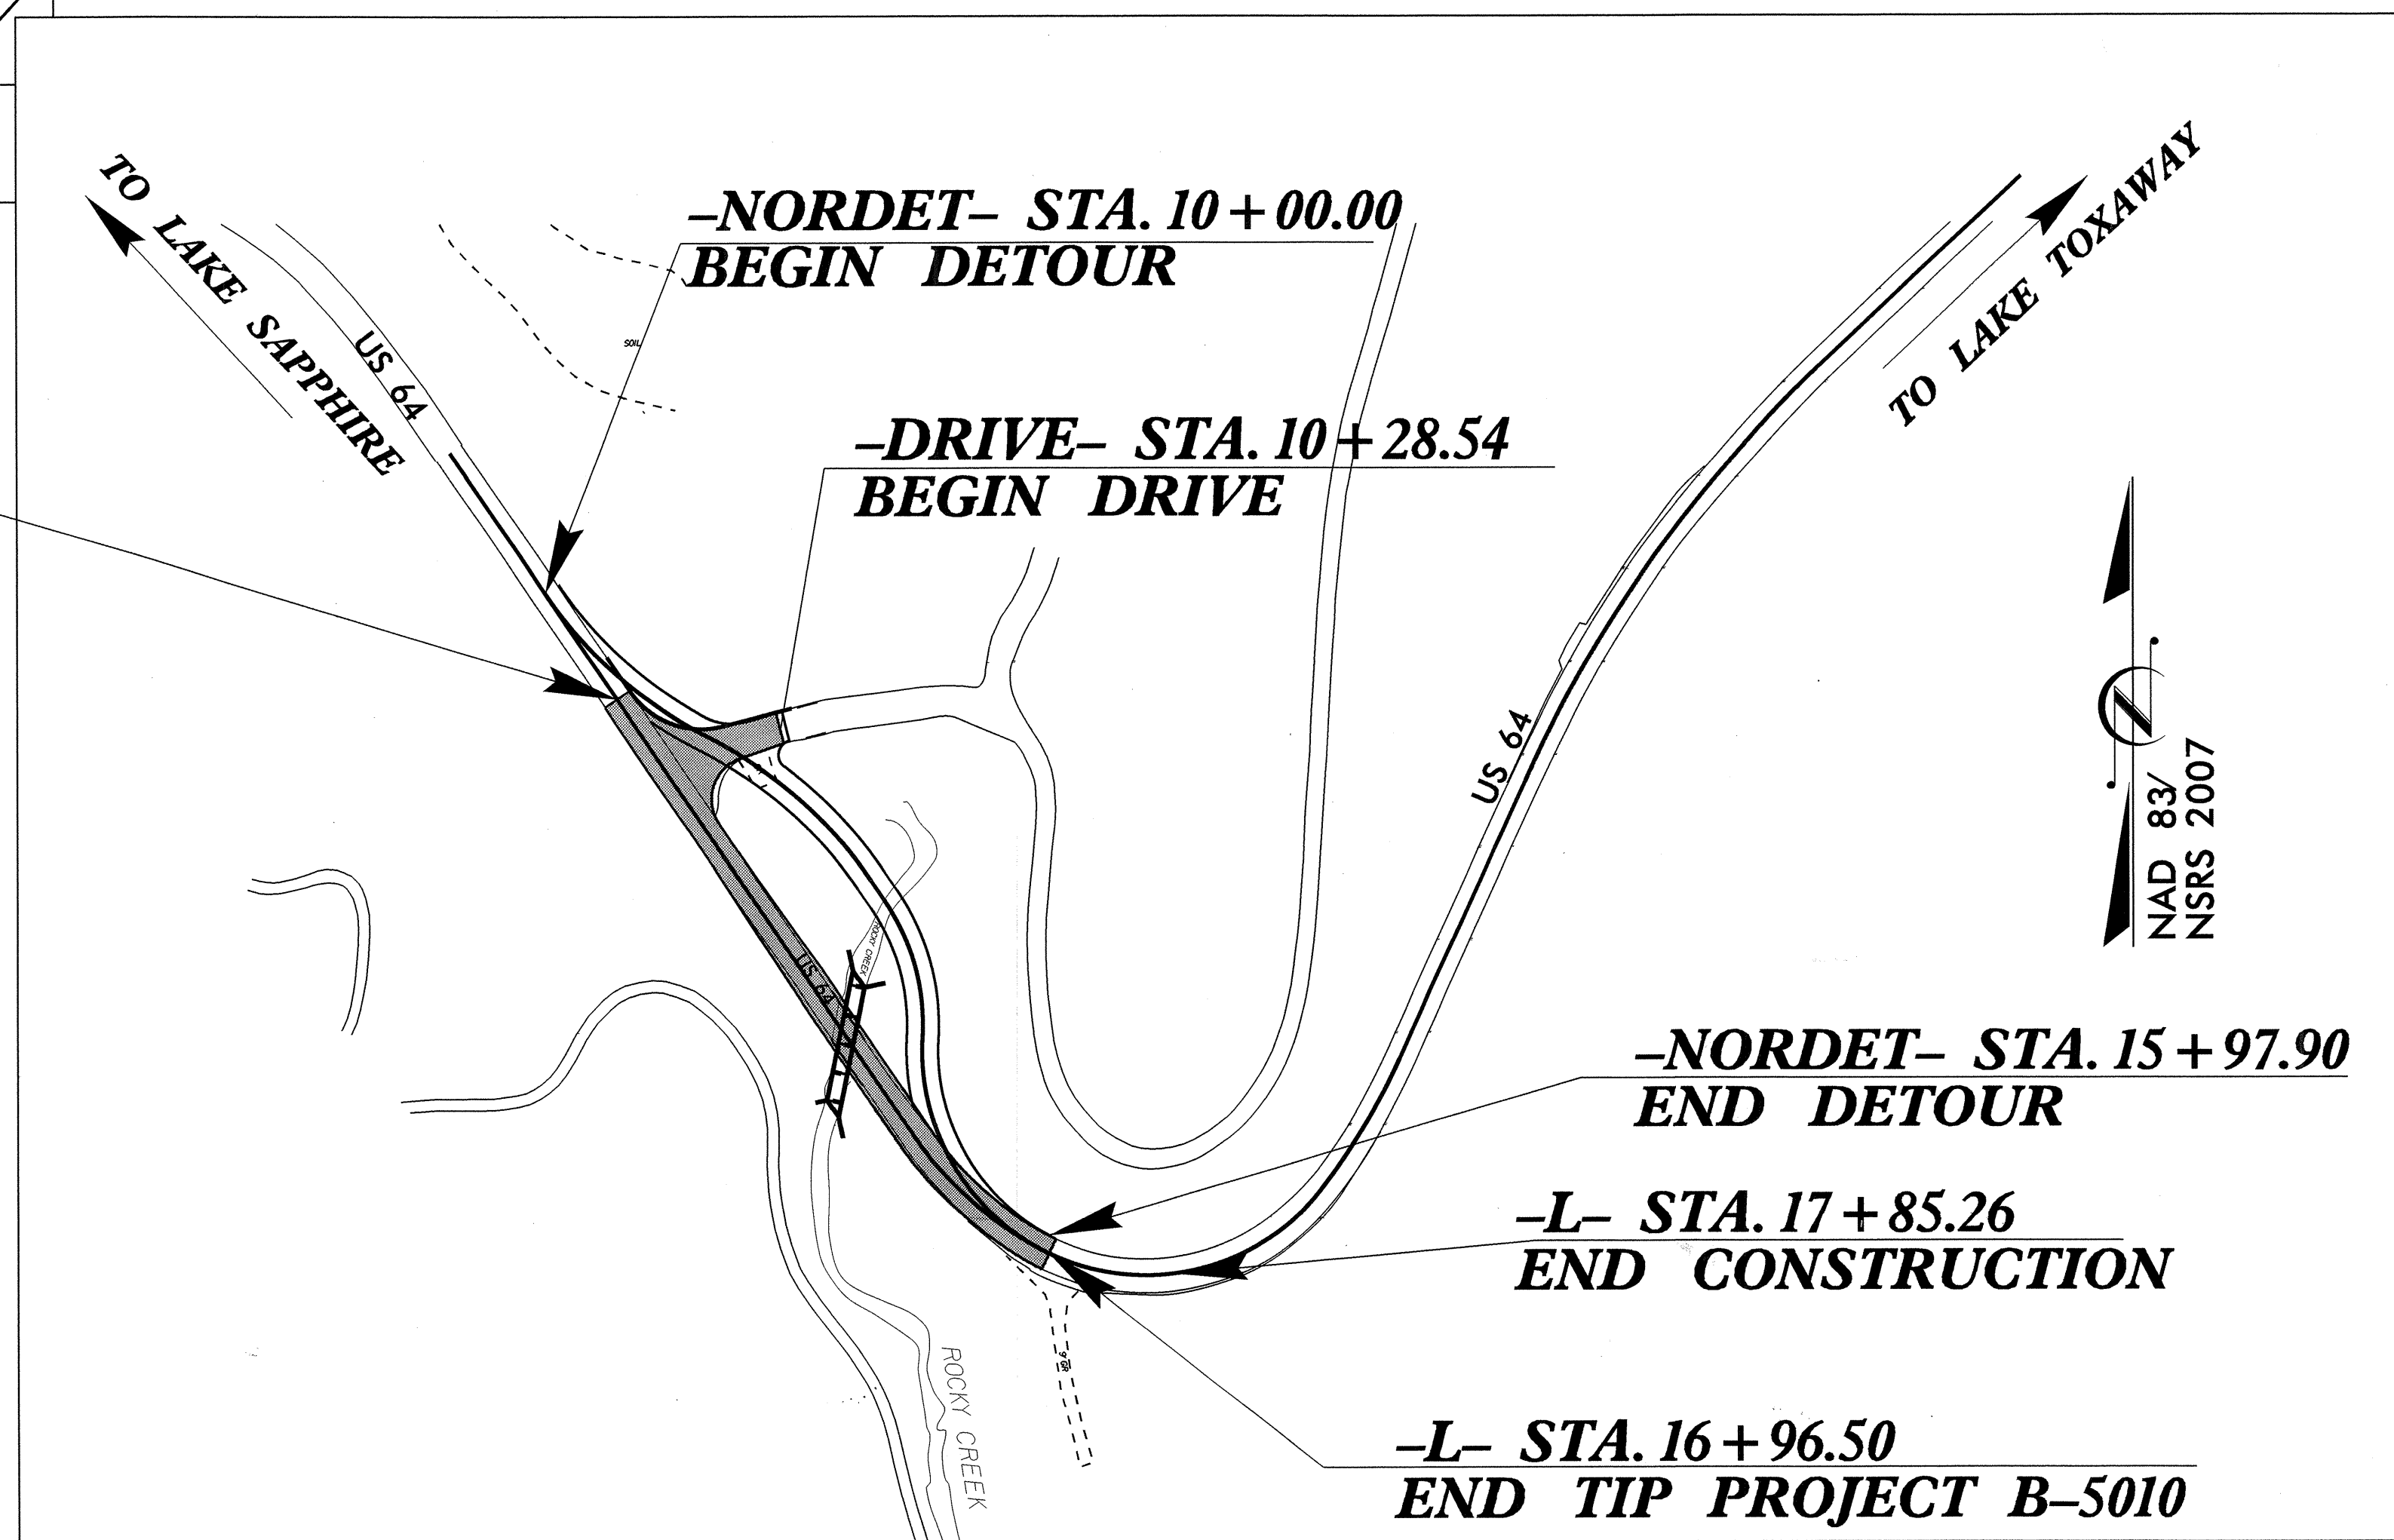 TO LAKE SAPPHIRE
US 64
–NORDET– STA. 10+00.00
BEGIN DETOUR
SOIL
–DRIVE– STA. 10+28.54
BEGIN DRIVE
TO LAKE TOXAWAY
US 64
NAD 83/
NSRS 2007
ROCKY CREEK
US 64
–NORDET– STA. 15+97.90
END DETOUR
–L– STA. 17+85.26
END CONSTRUCTION
ROCKY CREEK
–L– STA. 16+96.50
END TIP PROJECT B–5010